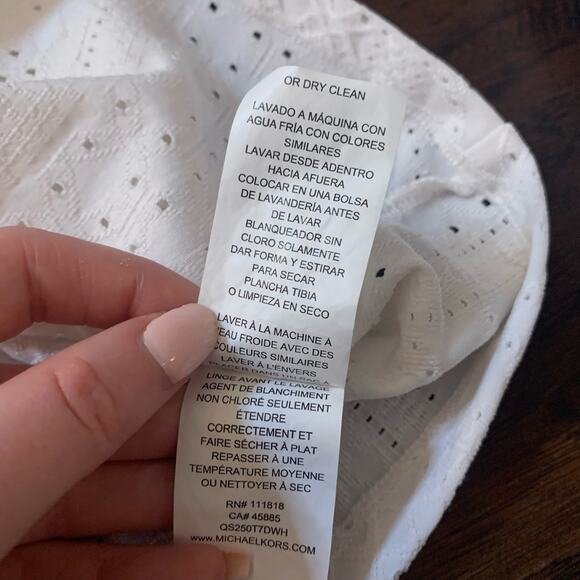 OR DRY CLEAN
LAVADO A MÁQUINA CON
AGUA FRÍA CON COLORES
SIMILARES
LAVAR DESDE ADENTRO
HACIA AFUERA
COLOCAR EN UNA BOLSA
DE LAVANDERÍA ANTES
DE LAVAR
BLANQUEADOR SIN
CLORO SOLAMENTE
DAR FORMA Y ESTIRAR
PARA SECAR
PLANCHA TIBIA
O LIMPIEZA EN SECO
LAVER À LA MACHINE À
EAU FROIDE AVEC DES
COULEURS SIMILAIRES
LAVER À L'ENVERS
PLACER DANS UN SAC À
LINGE AVANT LE LAVAGE
AGENT DE BLANCHIMENT
NON CHLORÉ SEULEMENT
ÉTENDRE
CORRECTEMENT ET
FAIRE SÉCHER À PLAT
REPASSER À UNE
TEMPÉRATURE MOYENNE
OU NETTOYER À SEC
RN# 111818
CA# 45885
QS250T7DWH
WWW.MICHAELKORS.COM